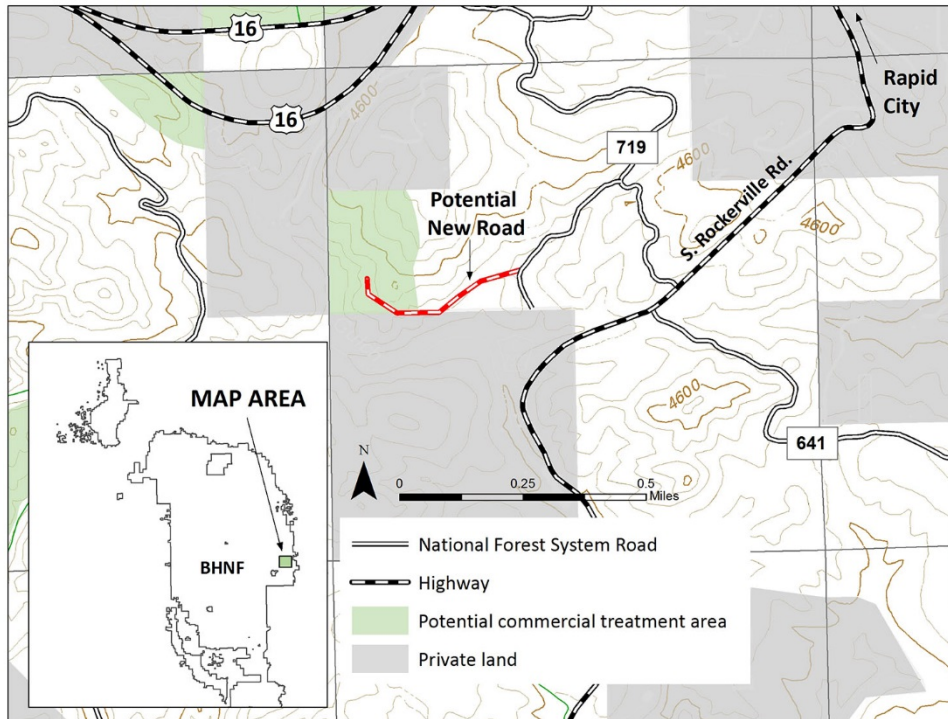 16
16
4600
Rapid
City
719
4600
S. Rockerville Rd.
4600
Potential
New Road
MAP AREA
4600
641
BHNF
N
0
0.25
0.5
Miles
National Forest System Road
Highway
Potential commercial treatment area
Private land